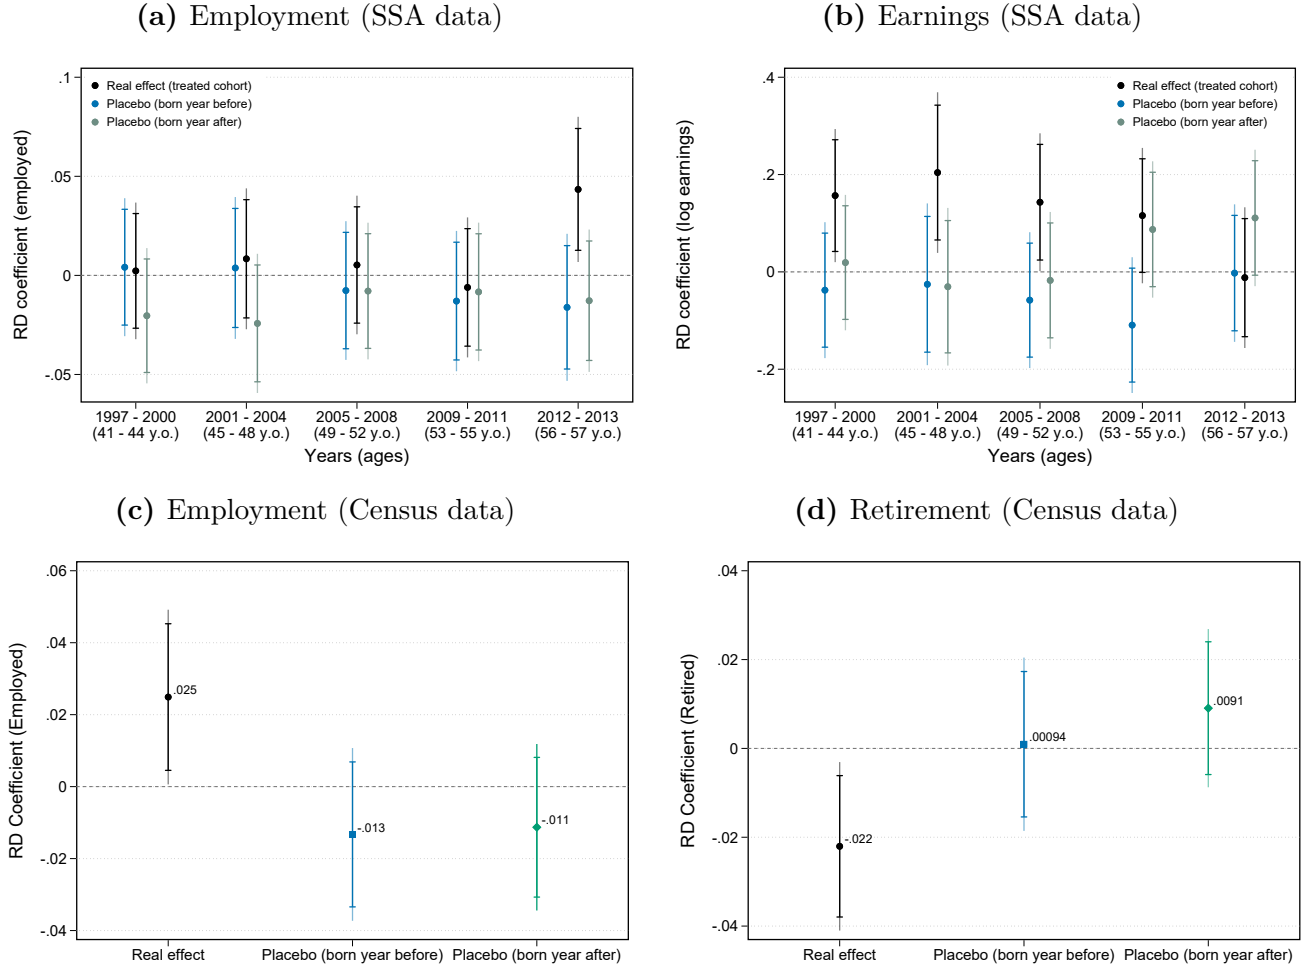 (a) Employment (SSA data)
RD coefficient (employed)
.1
.05
0
-.05
Real effect (treated cohort)
Placebo (born year before)
Placebo (born year after)
1997 - 2000 2001 - 2004 2005 - 2008 2009 - 2011 2012 - 2013
(41 - 44 y.o.) (45 - 48 y.o.) (49 - 52 y.o.) (53 - 55 y.o.) (56 - 57 y.o.)
Years (ages)
(b) Earnings (SSA data)
RD coefficient (log earnings)
.4
.2
0
-.2
Real effect (treated cohort)
Placebo (born year before)
Placebo (born year after)
1997 - 2000 2001 - 2004 2005 - 2008 2009 - 2011 2012 - 2013
(41 - 44 y.o.) (45 - 48 y.o.) (49 - 52 y.o.) (53 - 55 y.o.) (56 - 57 y.o.)
Years (ages)
(c) Employment (Census data)
RD Coefficient (Employed)
.06
.04
.02
0
-.02
-.04
.025
-.013
-.011
Real effect Placebo (born year before) Placebo (born year after)
(d) Retirement (Census data)
RD Coefficient (Retired)
.04
.02
0
-.02
-.04
-.022
.00094
.0091
Real effect Placebo (born year before) Placebo (born year after)